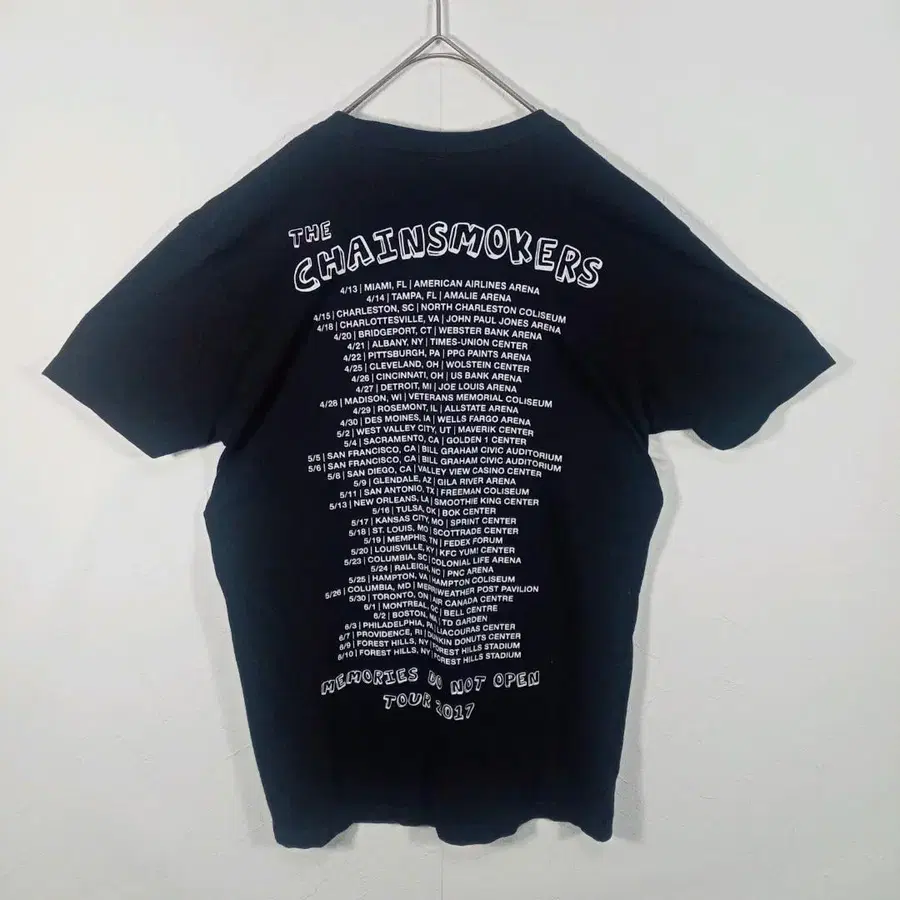 THE
CHAINSMOKERS
4/13 | MIAMI, FL | AMERICAN AIRLINES ARENA
4/14 | TAMPA, FL | AMALIE ARENA
4/15 | CHARLESTON, SC | NORTH CHARLESTON COLISEUM
4/18 | CHARLOTTESVILLE, VA | JOHN PAUL JONES ARENA
4/20 | BRIDGEPORT, CT | WEBSTER BANK ARENA
4/21 | ALBANY, NY | TIMES-UNION CENTER
4/22 | PITTSBURGH, PA | PPG PAINTS ARENA
4/25 | CLEVELAND, OH | WOLSTEIN CENTER
4/26 | CINCINNATI, OH | US BANK ARENA
4/27 | DETROIT, MI | JOE LOUIS ARENA
4/28 | MADISON, WI | VETERANS MEMORIAL COLISEUM
4/29 | ROSEMONT, IL | ALLSTATE ARENA
4/30 | DES MOINES, IA | WELLS FARGO ARENA
5/2 | WEST VALLEY CITY, UT | MAVERIK CENTER
5/4 | SACRAMENTO, CA | GOLDEN 1 CENTER
5/5 | SAN FRANCISCO, CA | BILL GRAHAM CIVIC AUDITORIUM
5/6 | SAN FRANCISCO, CA | BILL GRAHAM CIVIC AUDITORIUM
5/8 | SAN DIEGO, CA | VALLEY VIEW CASINO CENTER
5/9 | GLENDALE, AZ | GILA RIVER ARENA
5/11 | SAN ANTONIO, TX | FREEMAN COLISEUM
5/13 | NEW ORLEANS, LA | SMOOTHIE KING CENTER
5/16 | TULSA, OK | BOK CENTER
5/17 | KANSAS CITY, MO | SPRINT CENTER
5/18 | ST. LOUIS, MO | SCOTTRADE CENTER
5/19 | MEMPHIS, TN | FEDEX FORUM
5/20 | LOUISVILLE, KY | KFC YUM! CENTER
5/23 | COLUMBIA, SC | COLONIAL LIFE ARENA
5/24 | RALEIGH, NC | PNC ARENA
5/25 | HAMPTON, VA | HAMPTON COLISEUM
5/26 | COLUMBIA, MD | MERRIWEATHER POST PAVILION
5/30 | TORONTO, ON | AIR CANADA CENTRE
6/1 | MONTREAL, QC | BELL CENTRE
6/2 | BOSTON, MA | TD GARDEN
6/3 | PHILADELPHIA, PA | LIACOURAS CENTER
6/7 | PROVIDENCE, RI | DUNKIN DONUTS CENTER
6/9 | FOREST HILLS, NY | FOREST HILLS STADIUM
6/10 | FOREST HILLS, NY | FOREST HILLS STADIUM
MEMORIES DO NOT OPEN
TOUR 2017